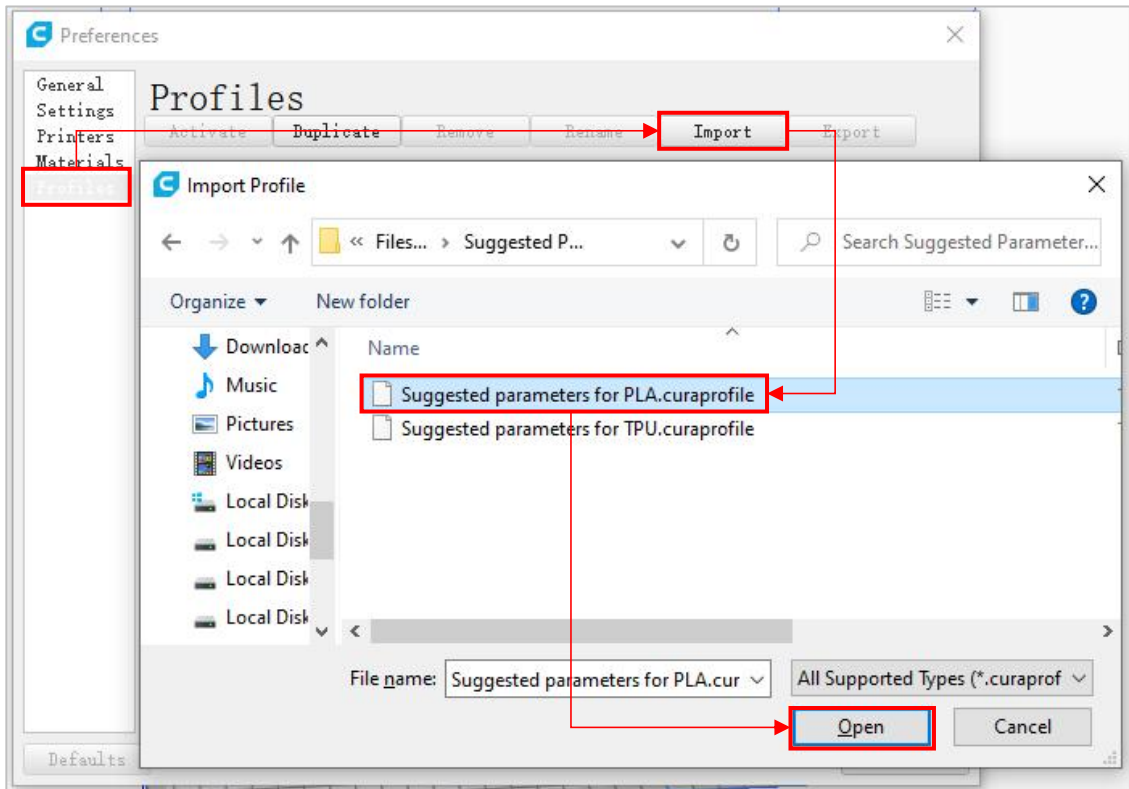 Preferences
General
Settings
Printers
Materials
Profiles
Profiles
Activate Duplicate Remove Rename Import Export
Import Profile
« Files... › Suggested P...
Search Suggested Parameter...
Organize New folder
Downloac
Music
Pictures
Videos
Local Disk
Local Disk
Local Disk
Local Disk
Name
Suggested parameters for PLA.curaprofile
Suggested parameters for TPU.curaprofile
File name: Suggested parameters for PLA.cur All Supported Types (*.curaprof
Open Cancel
Defaults